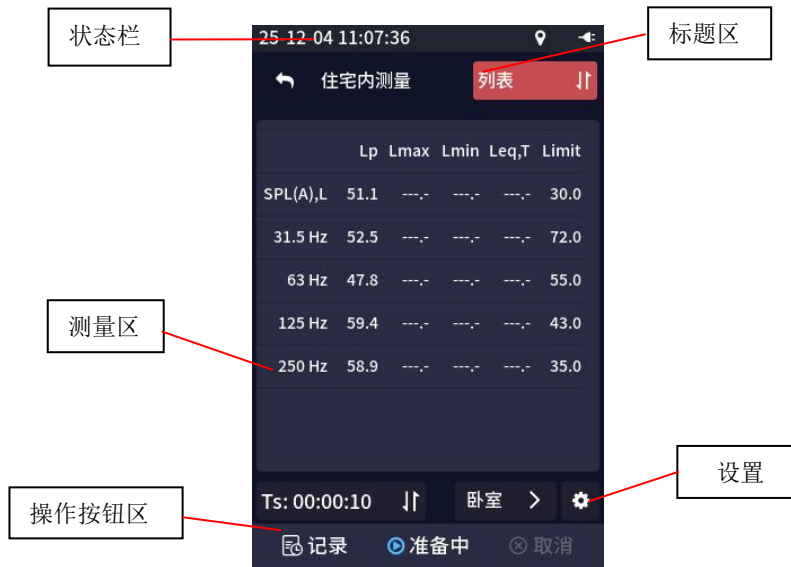 状态栏
标题区
25-12-04 11:07:36
住宅内测量 列表
Lp Lmax Lmin Leq,T Limit
SPL(A),L 51.1 ---.- ---.- ---.- 30.0
31.5 Hz 52.5 ---.- ---.- ---.- 72.0
63 Hz 47.8 ---.- ---.- ---.- 55.0
测量区
125 Hz 59.4 ---.- ---.- ---.- 43.0
250 Hz 58.9 ---.- ---.- ---.- 35.0
设置
Ts: 00:00:10 卧室
操作按钮区
记录 准备中 取消